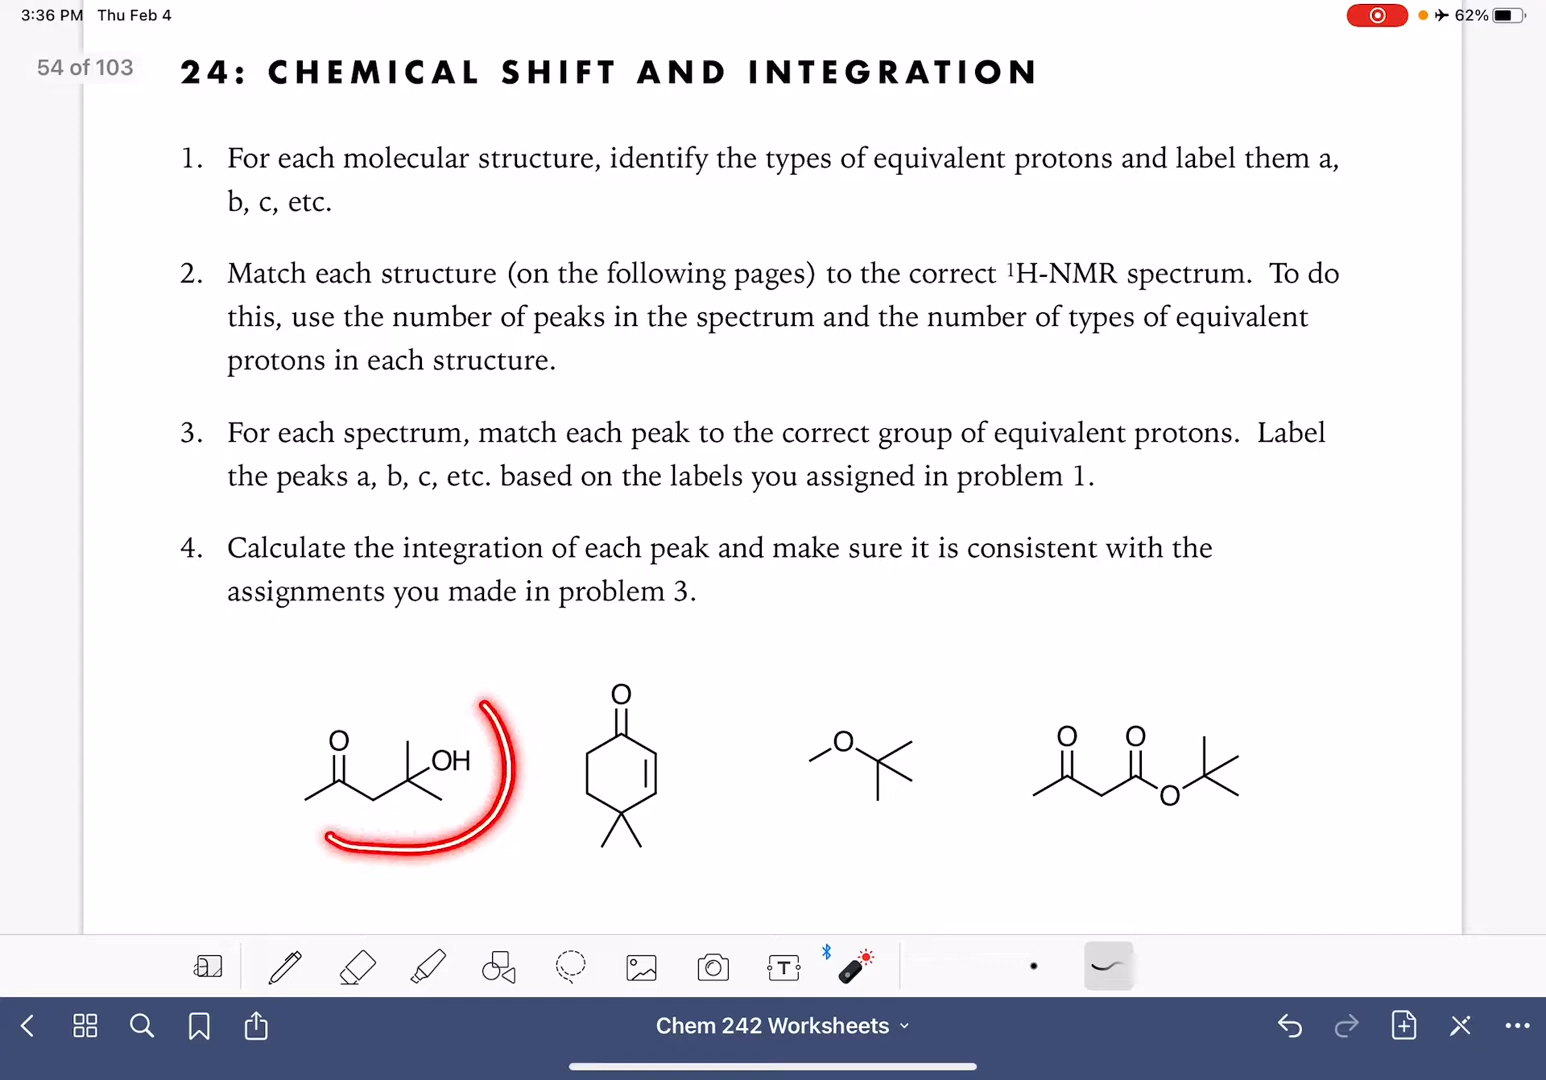 3:36 PM Thu Feb 4
62%
54 of 103
24: CHEMICAL SHIFT AND INTEGRATION
1. For each molecular structure, identify the types of equivalent protons and label them a,
b, c, etc.
2. Match each structure (on the following pages) to the correct ¹H-NMR spectrum. To do
this, use the number of peaks in the spectrum and the number of types of equivalent
protons in each structure.
3. For each spectrum, match each peak to the correct group of equivalent protons. Label
the peaks a, b, c, etc. based on the labels you assigned in problem 1.
4. Calculate the integration of each peak and make sure it is consistent with the
assignments you made in problem 3.
O OH
O
O
O O O
T
Chem 242 Worksheets